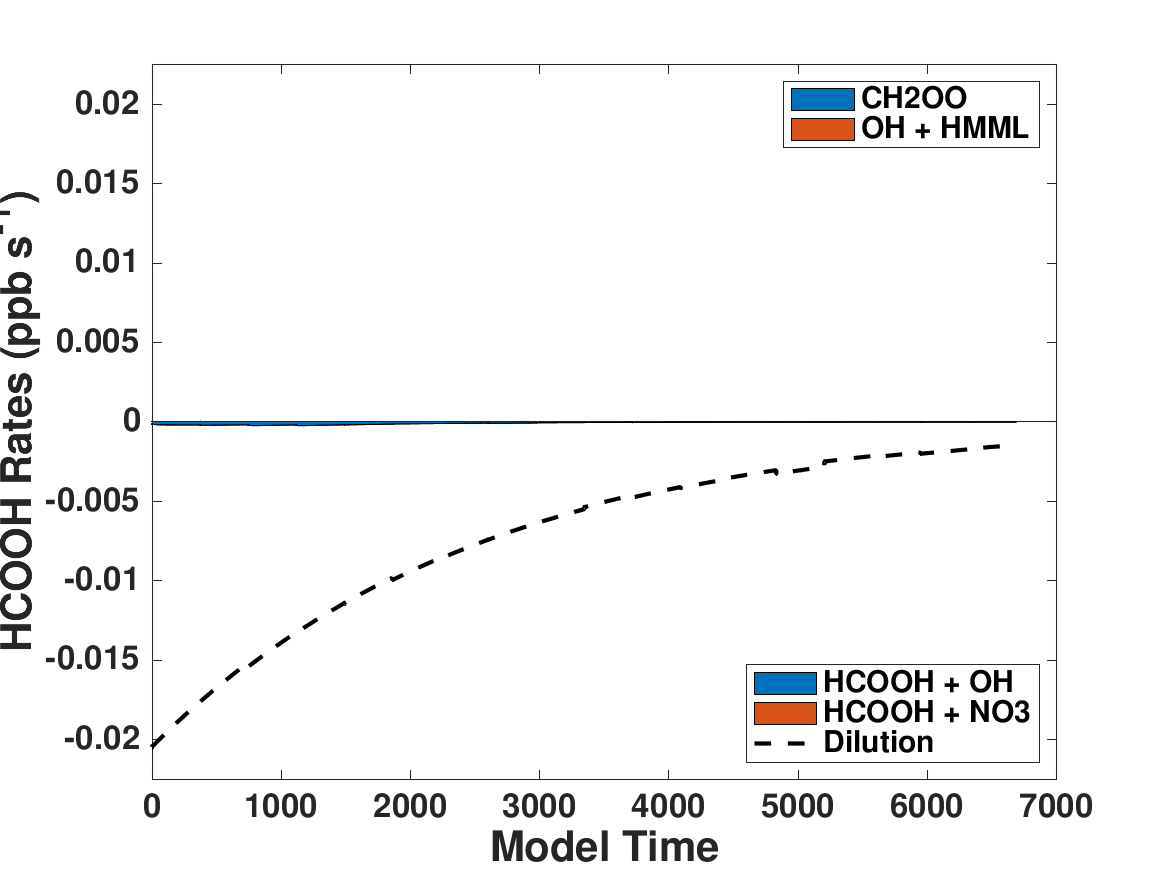 0.02
0.015
0.01
0.005
0
-0.005
-0.01
-0.015
-0.02
HCOOH Rates (ppb s⁻¹)
CH2OO
OH + HMML
HCOOH + OH
HCOOH + NO3
Dilution
0 1000 2000 3000 4000 5000 6000 7000
Model Time